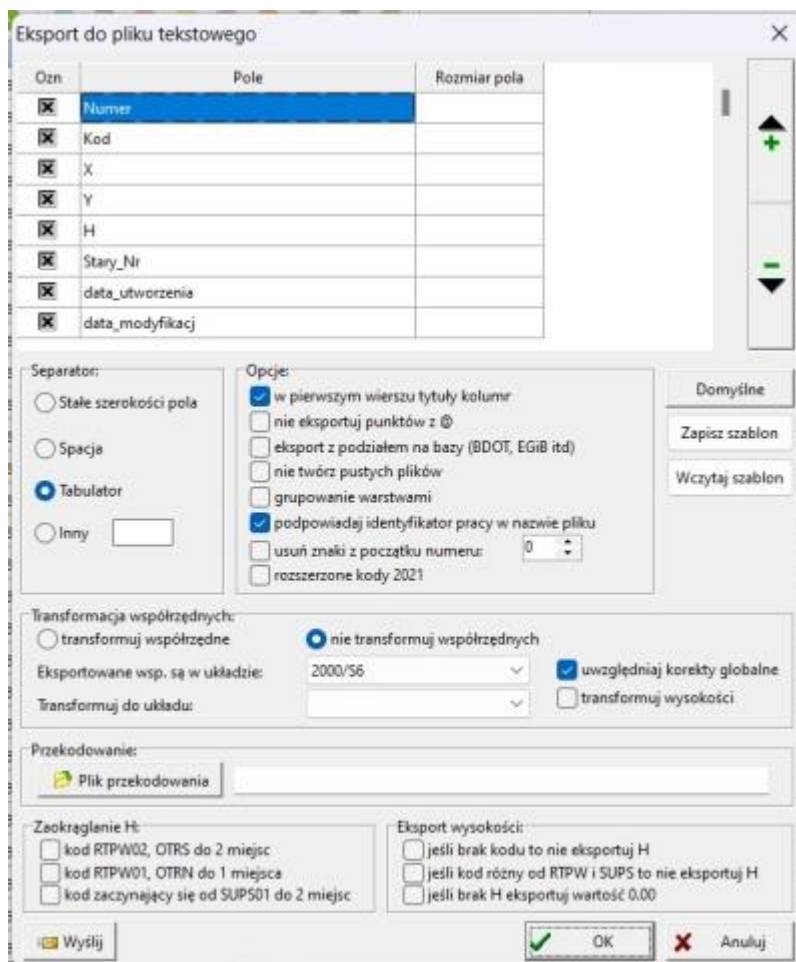 Eksport do pliku tekstowego
Ozn Pole Rozmiar pola
Numer
Kod
X
Y
H
Stary_Nr
data_utworzenia
data_modyfikacj
Separator:
Stałe szerokości pola
Spacja
Tabulator
Inny
Opcje:
w pierwszym wierszu tytuły kolumr
nie eksportuj punktów z @
eksport z podziałem na bazy (BDOT, EGiB itd)
nie twórz pustych plików
grupowanie warstwami
podpowiadaj identyfikator pracy w nazwie pliku
usuń znaki z początku numeru: 0
rozszerzone kody 2021
Domyślne
Zapisz szablon
Wczytaj szablon
Transformacja współrzędnych:
transformuj współrzędne nie transformuj współrzędnych
Eksportowane wsp. są w układzie: 2000/S6 uwzględniaj korekty globalne
Transformuj do układu: transformuj wysokości
Przekodowanie:
Plik przekodowania
Zaokrąglanie H:
kod RTPW02, OTRS do 2 miejsc
kod RTPW01, OTRN do 1 miejsca
kod zaczynający się od SUPS01 do 2 miejsc
Eksport wysokości:
jeśli brak kodu to nie eksportuj H
jeśli kod różny od RTPW i SUPS to nie eksportuj H
jeśli brak H eksportuj wartość 0.00
Wyślij OK Anuluj